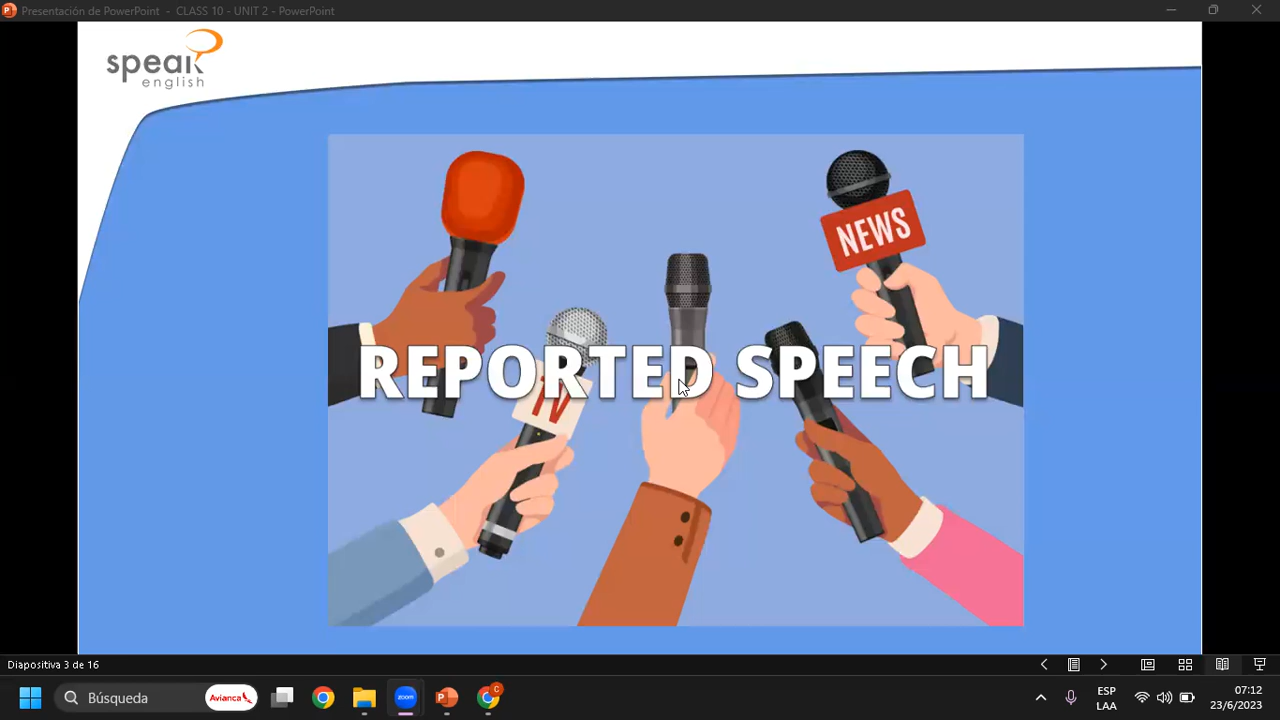 Presentación de PowerPoint - CLASS 10 - UNIT 2 - PowerPoint
speak
english
NEWS
TV
REPORTED SPEECH
Diapositiva 3 de 16
Búsqueda
Avianca
zoom
C
ESP
LAA
07:12
23/6/2023